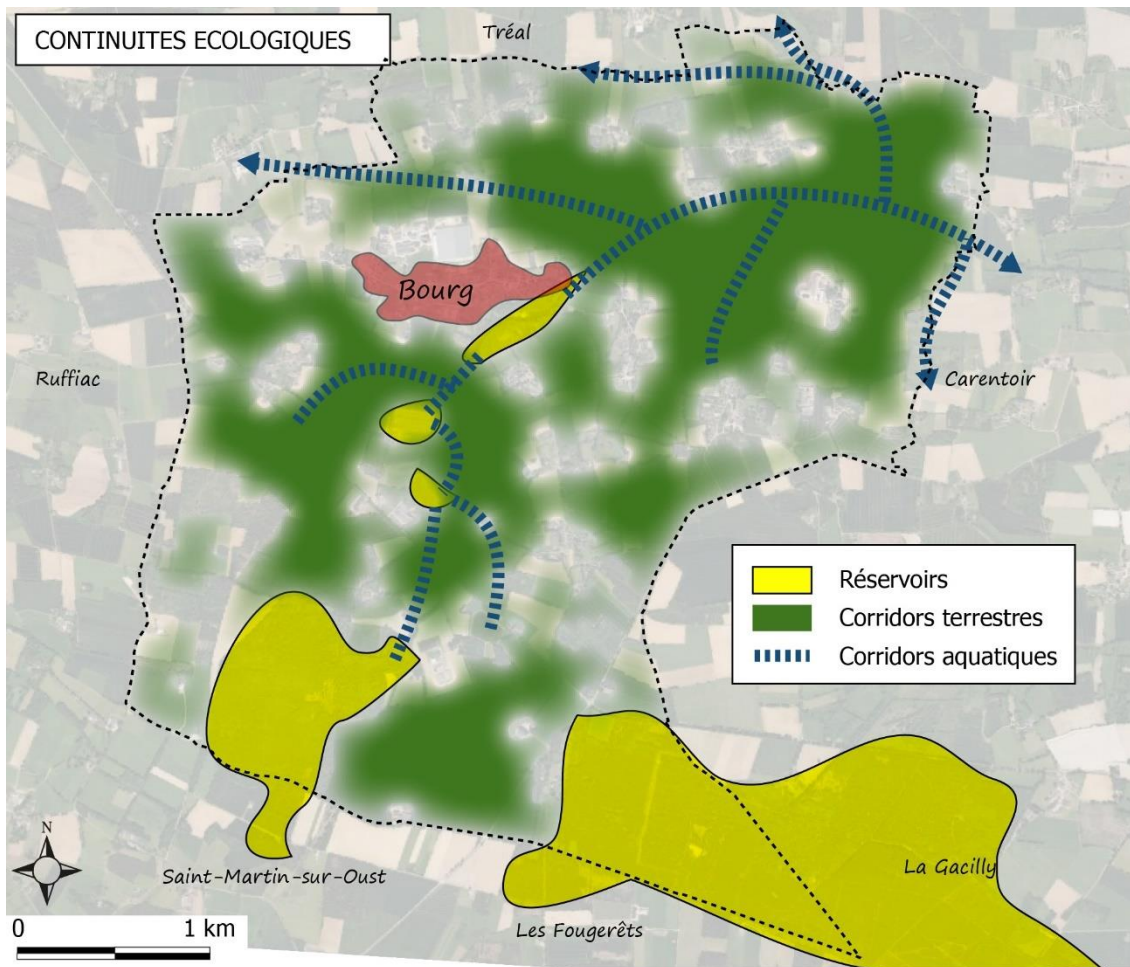 CONTINUITES ECOLOGIQUES
Tréal
Bourg
Ruffiac
Carentoir
Réservoirs
Corridors terrestres
Corridors aquatiques
N
La Gacilly
Saint-Martin-sur-Oust
Les Fougerêts
0 1 km